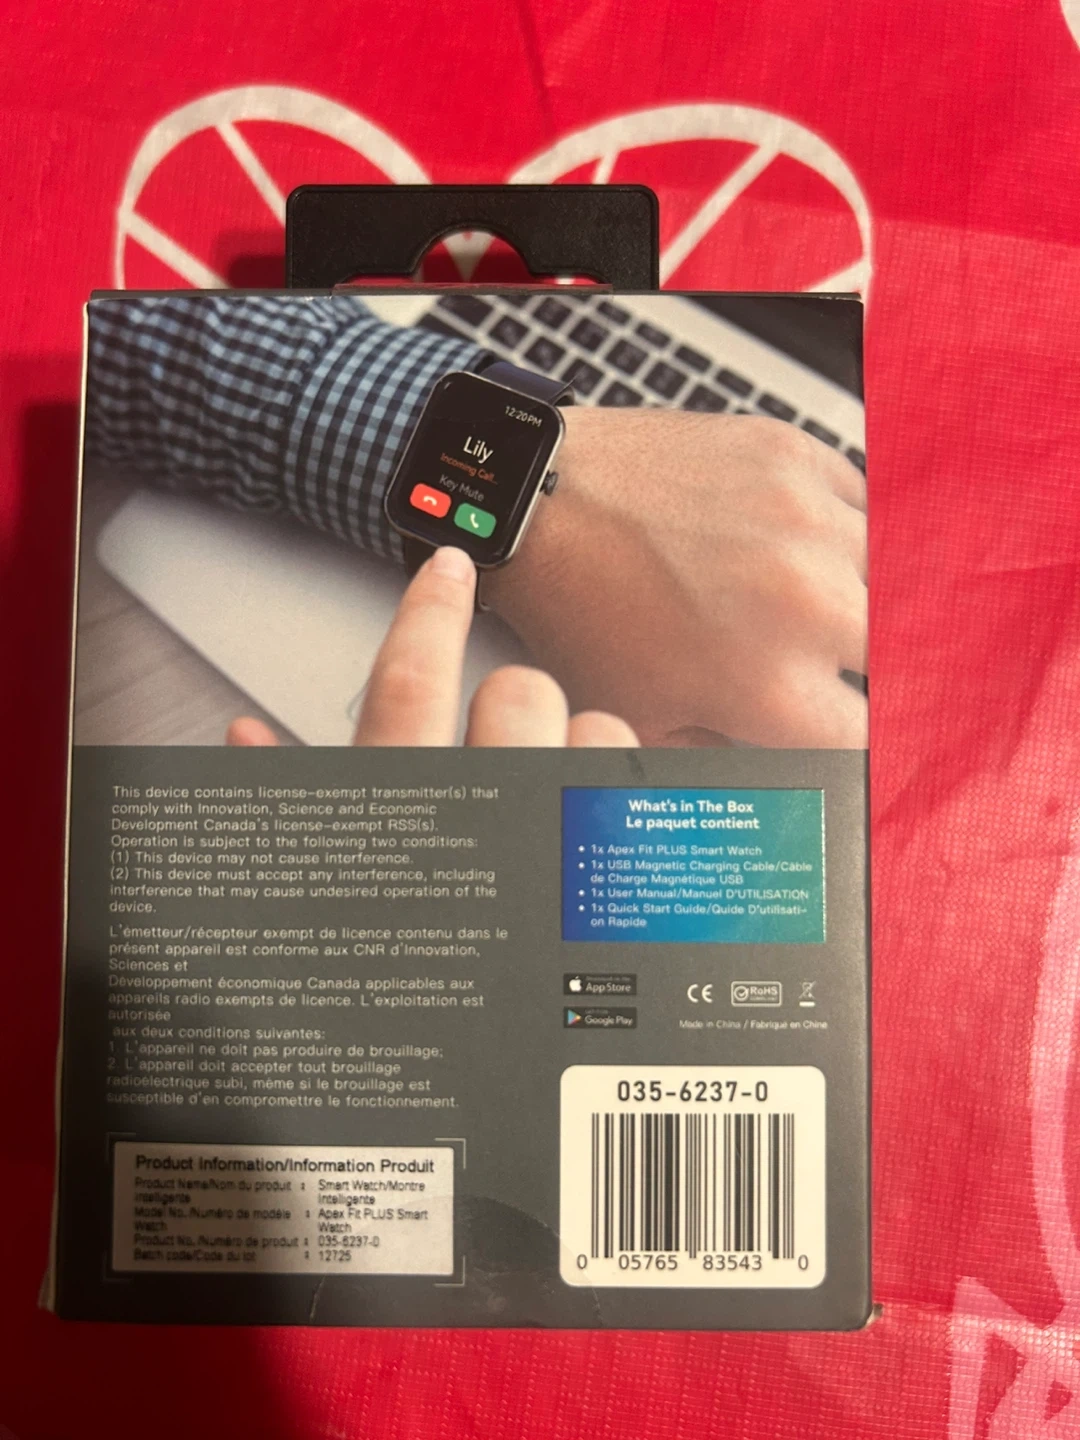 12:20PM
Lily
Incoming Call...
Key Mute
This device contains license-exempt transmitter(s) that
comply with Innovation, Science and Economic
Development Canada's license-exempt RSS(s).
Operation is subject to the following two conditions:
(1) This device may not cause interference.
(2) This device must accept any interference, including
interference that may cause undesired operation of the
device.
L'émetteur/récepteur exempt de licence contenu dans le
présent appareil est conforme aux CNR d'Innovation,
Sciences et
Développement économique Canada applicables aux
appareils radio exempts de licence. L'exploitation est
autorisée
aux deux conditions suivantes:
1. L'appareil ne doit pas produire de brouillage;
2. L'appareil doit accepter tout brouillage
radioélectrique subi, même si le brouillage est
susceptible d'en compromettre le fonctionnement.
What's in The Box
Le paquet contient
• 1x Apex Fit PLUS Smart Watch
• 1x USB Magnetic Charging Cable/Câble
de Charge Magnétique USB
• 1x User Manual/Manuel D'UTILISATION
• 1x Quick Start Guide/Guide D'utilisati-
on Rapide
App Store
Google Play
CE
RoHS
Made in China / Fabriqué en Chine
035-6237-0
0 05765 83543 0
Product Information/Information Produit
Product Name/Nom du produit : Smart Watch/Montre
intelligente Intelligente
Model No./Numéro de modèle : Apex Fit PLUS Smart
Watch Watch
Product No./Numéro de produit : 035-6237-0
Batch code/Code du lot : 12725